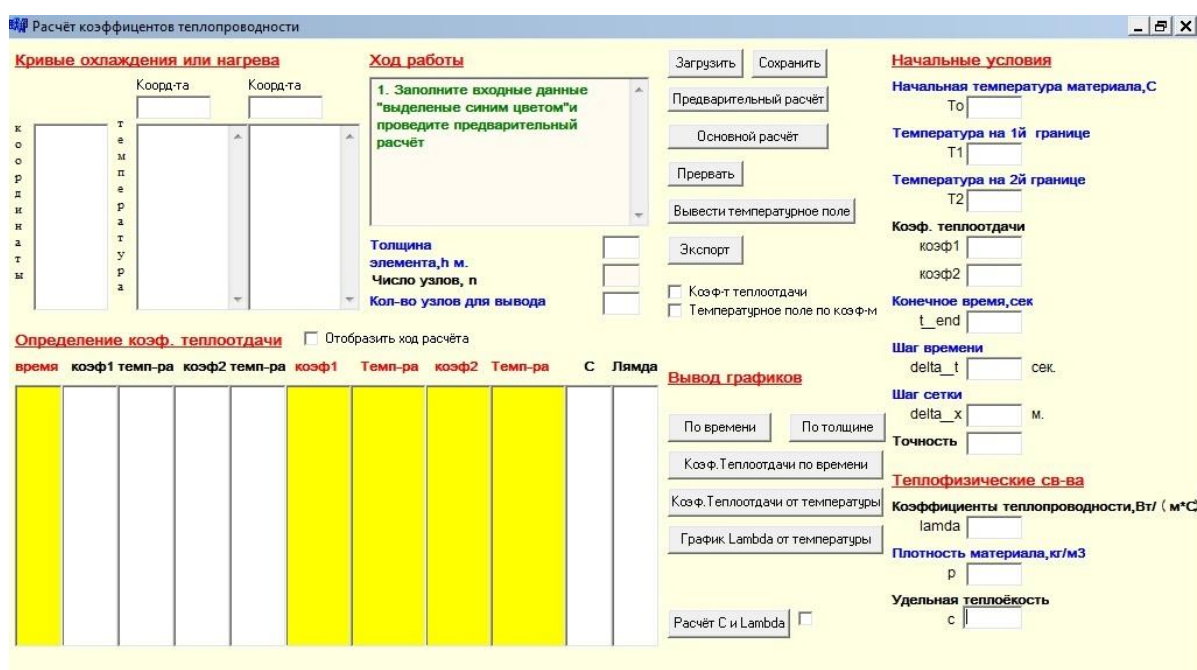 Расчёт коэффицентов теплопроводности
Кривые охлаждения или нагрева
Коорд-та
Коорд-та
координаты
температура
Ход работы
1. Заполните входные данные
"выделеные синим цветом"и
проведите предварительный
расчёт
Толщина
элемента,h м.
Число узлов, n
Кол-во узлов для вывода
Загрузить
Сохранить
Предварительный расчёт
Основной расчёт
Прервать
Вывести температурное поле
Экспорт
Коэф-т теплоотдачи
Температурное поле по коэф-м
Начальные условия
Начальная температура материала,С
To
Температура на 1й границе
T1
Температура на 2й границе
T2
Коэф. теплоотдачи
коэф1
коэф2
Конечное время,сек
t_end
Шаг времени
delta_t сек.
Шаг сетки
delta_x м.
Точность
Определение коэф. теплоотдачи
Отобразить ход расчёта
время коэф1 темп-ра коэф2 темп-ра коэф1 Темп-ра коэф2 Темп-ра С Лямда
Вывод графиков
По времени
По толщине
Коэф.Теплоотдачи по времени
Коэф.Теплоотдачи от температуры
График Lambda от температуры
Расчёт С и Lambda
Теплофизические св-ва
Коэффициенты теплопроводности,Вт/ ( м*С)
lamda
Плотность материала,кг/м3
p
Удельная теплоёкость
c